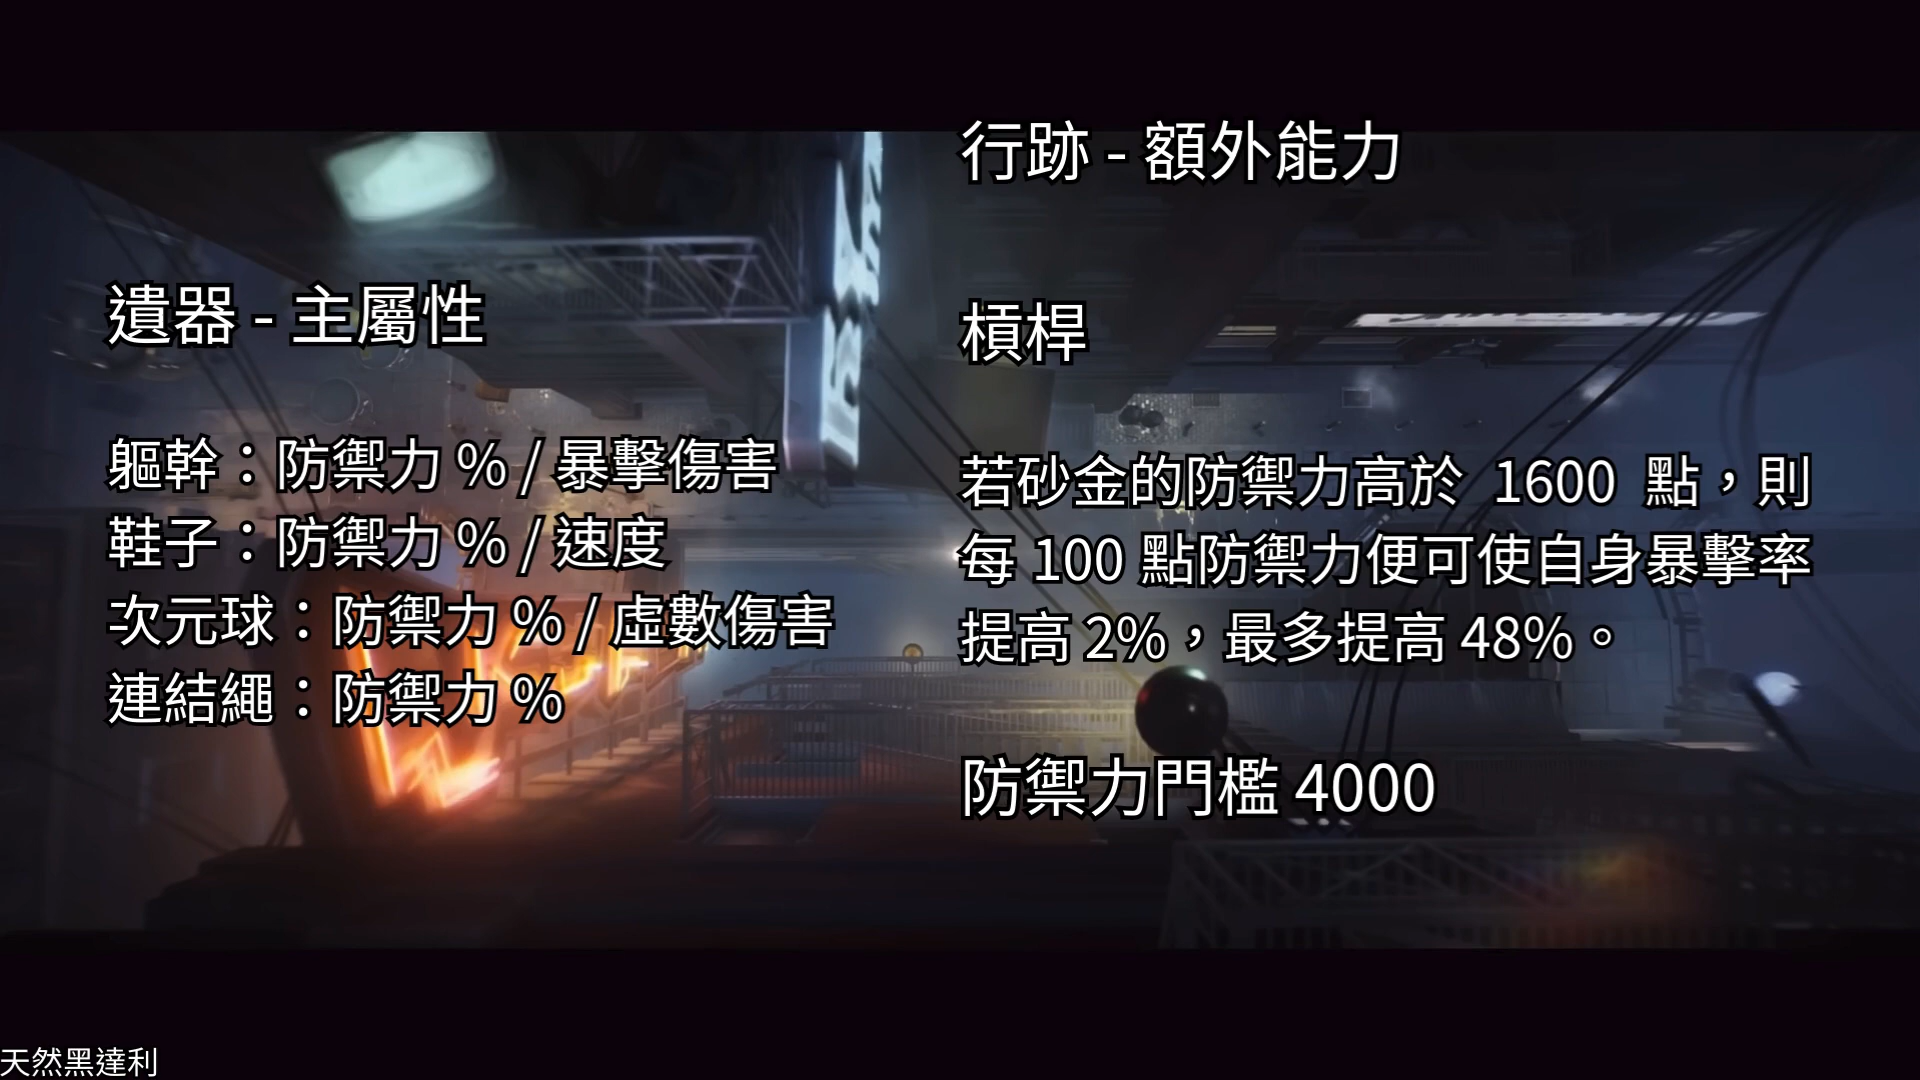 遺器 - 主屬性
軀幹：防禦力 % / 暴擊傷害
鞋子：防禦力 % / 速度
次元球：防禦力 % / 虛數傷害
連結繩：防禦力 %
行跡 - 額外能力
槓桿
若砂金的防禦力高於 1600 點，則
每 100 點防禦力便可使自身暴擊率
提高 2%，最多提高 48%。
防禦力門檻 4000
天然黑達利